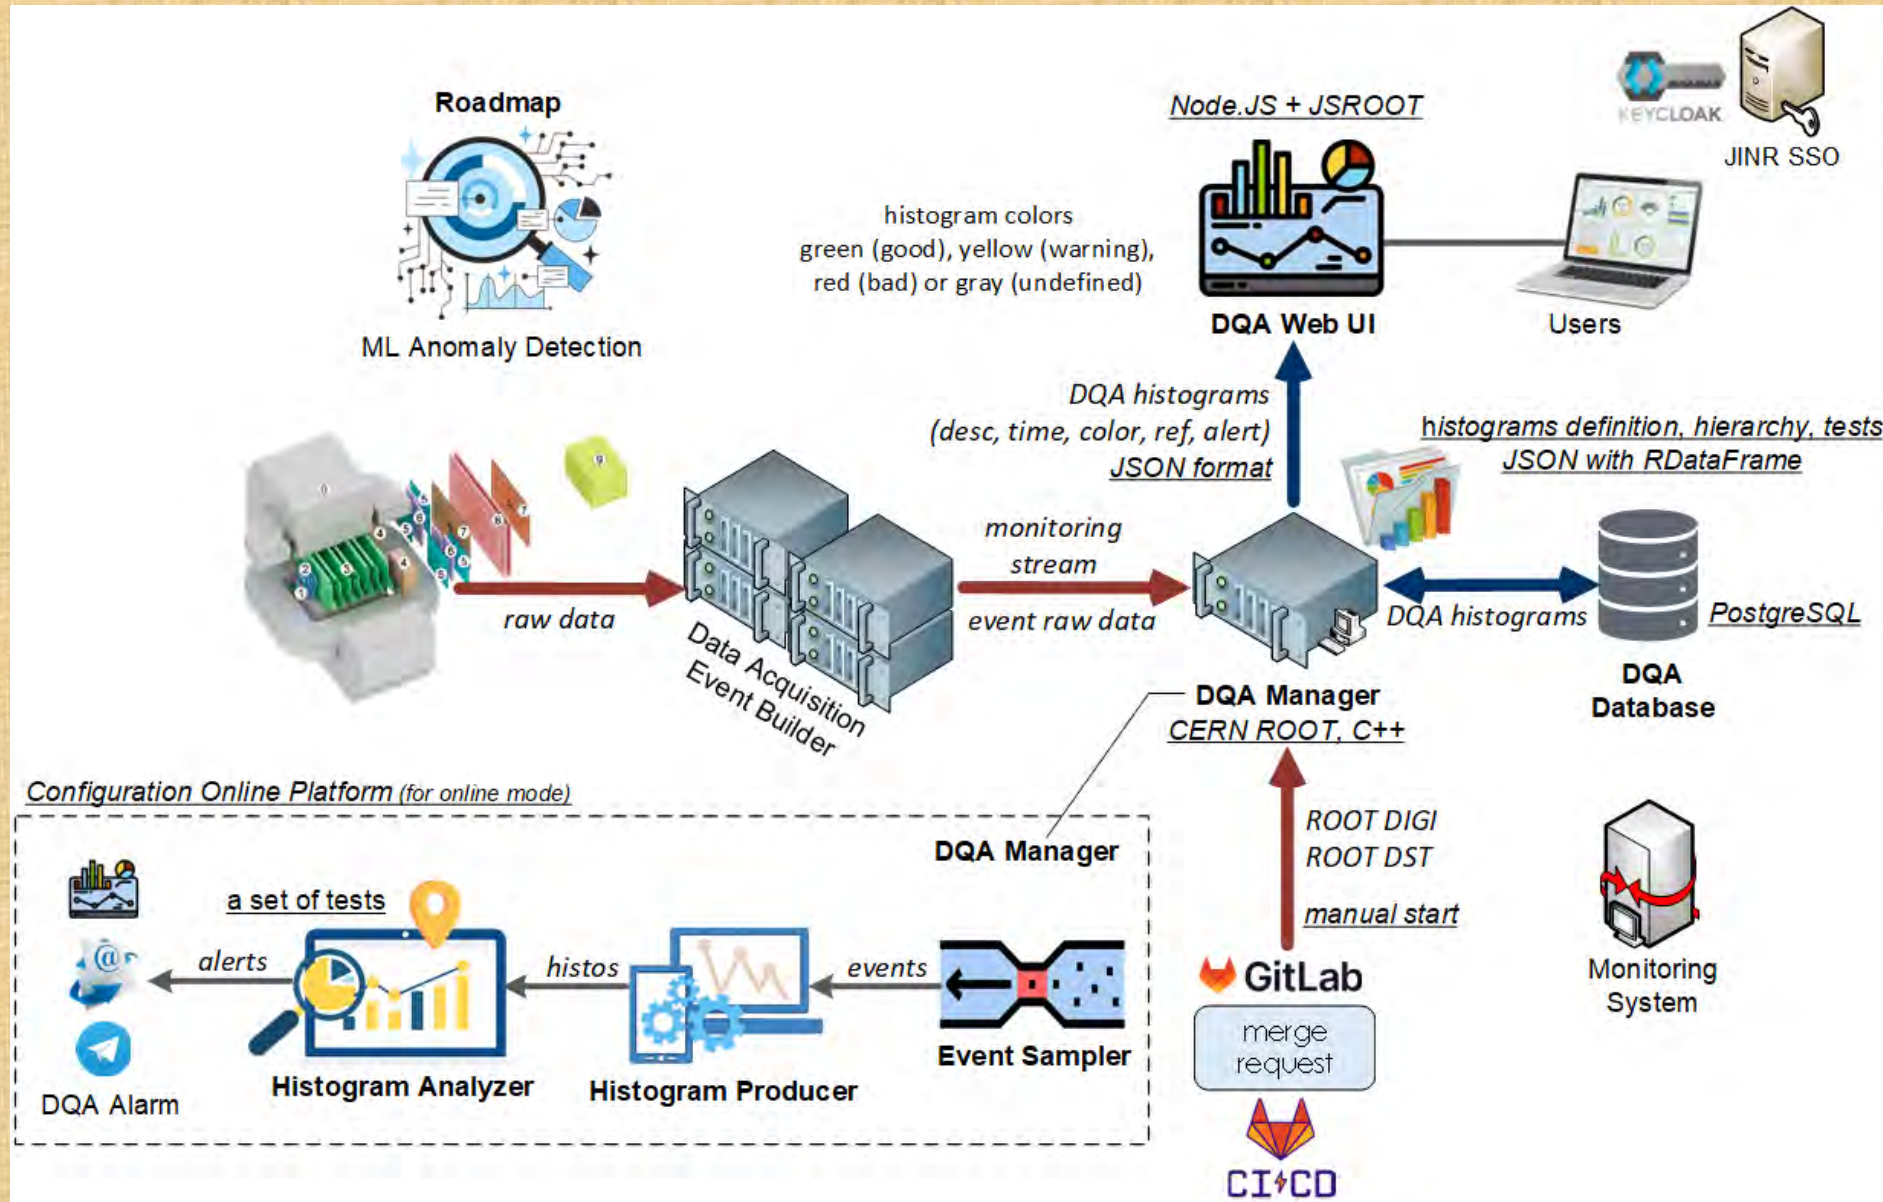 Roadmap
ML Anomaly Detection
Node.JS + JSROOT
KEYCLOAK
JINR SSO
histogram colors
green (good), yellow (warning),
red (bad) or gray (undefined)
DQA Web UI
Users
DQA histograms
(desc, time, color, ref, alert)
JSON format
histograms definition, hierarchy, tests
JSON with RDataFrame
raw data
Data Acquisition
Event Builder
monitoring
stream
event raw data
DQA histograms
PostgreSQL
DQA
Database
DQA Manager
CERN ROOT, C++
Configuration Online Platform (for online mode)
DQA Manager
a set of tests
alerts
histos
events
DQA Alarm
Histogram Analyzer
Histogram Producer
Event Sampler
ROOT DIGI
ROOT DST
manual start
GitLab
merge
request
CI CD
Monitoring
System